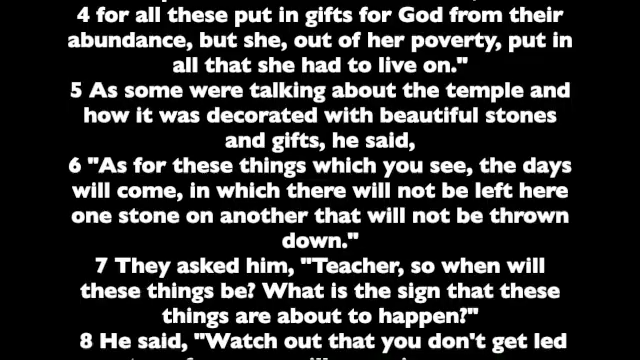 4 for all these put in gifts for God from their
abundance, but she, out of her poverty, put in
all that she had to live on."
5 As some were talking about the temple and
how it was decorated with beautiful stones
and gifts, he said,
6 "As for these things which you see, the days
will come, in which there will not be left here
one stone on another that will not be thrown
down."
7 They asked him, "Teacher, so when will
these things be? What is the sign that these
things are about to happen?"
8 He said, "Watch out that you don't get led